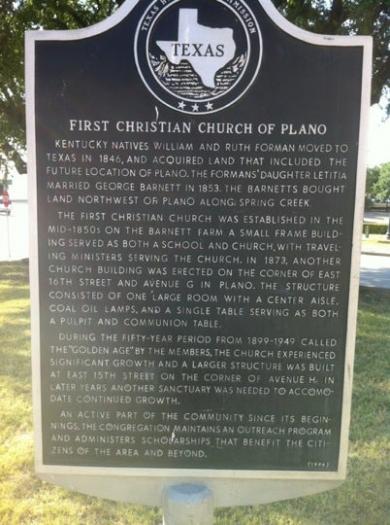 TEXAS HISTORICAL COMMISSION
TEXAS
FIRST CHRISTIAN CHURCH OF PLANO
KENTUCKY NATIVES WILLIAM AND RUTH FORMAN MOVED TO
TEXAS IN 1846, AND ACQUIRED LAND THAT INCLUDED THE
FUTURE LOCATION OF PLANO. THE FORMANS' DAUGHTER LETITIA
MARRIED GEORGE BARNETT IN 1853. THE BARNETTS BOUGHT
LAND NORTHWEST OF PLANO ALONG SPRING CREEK.
THE FIRST CHRISTIAN CHURCH WAS ESTABLISHED IN THE
MID-1850S ON THE BARNETT FARM A SMALL FRAME BUILD-
ING SERVED AS BOTH A SCHOOL AND CHURCH, WITH TRAVEL-
ING MINISTERS SERVING THE CHURCH. IN 1873, ANOTHER
CHURCH BUILDING WAS ERECTED ON THE CORNER OF EAST
16TH STREET AND AVENUE G IN PLANO. THE STRUCTURE
CONSISTED OF ONE LARGE ROOM WITH A CENTER AISLE,
COAL OIL LAMPS, AND A SINGLE TABLE SERVING AS BOTH
A PULPIT AND COMMUNION TABLE.
DURING THE FIFTY-YEAR PERIOD FROM 1899-1949 CALLED
THE "GOLDEN AGE" BY THE MEMBERS, THE CHURCH EXPERIENCED
SIGNIFICANT GROWTH AND A LARGER STRUCTURE WAS BUILT
AT EAST 15TH STREET ON THE CORNER OF AVENUE H. IN
LATER YEARS ANOTHER SANCTUARY WAS NEEDED TO ACCOMO-
DATE CONTINUED GROWTH.
AN ACTIVE PART OF THE COMMUNITY SINCE ITS BEGIN-
NINGS, THE CONGREGATION MAINTAINS AN OUTREACH PROGRAM
AND ADMINISTERS SCHOLARSHIPS THAT BENEFIT THE CITI-
ZENS OF THE AREA AND BEYOND.